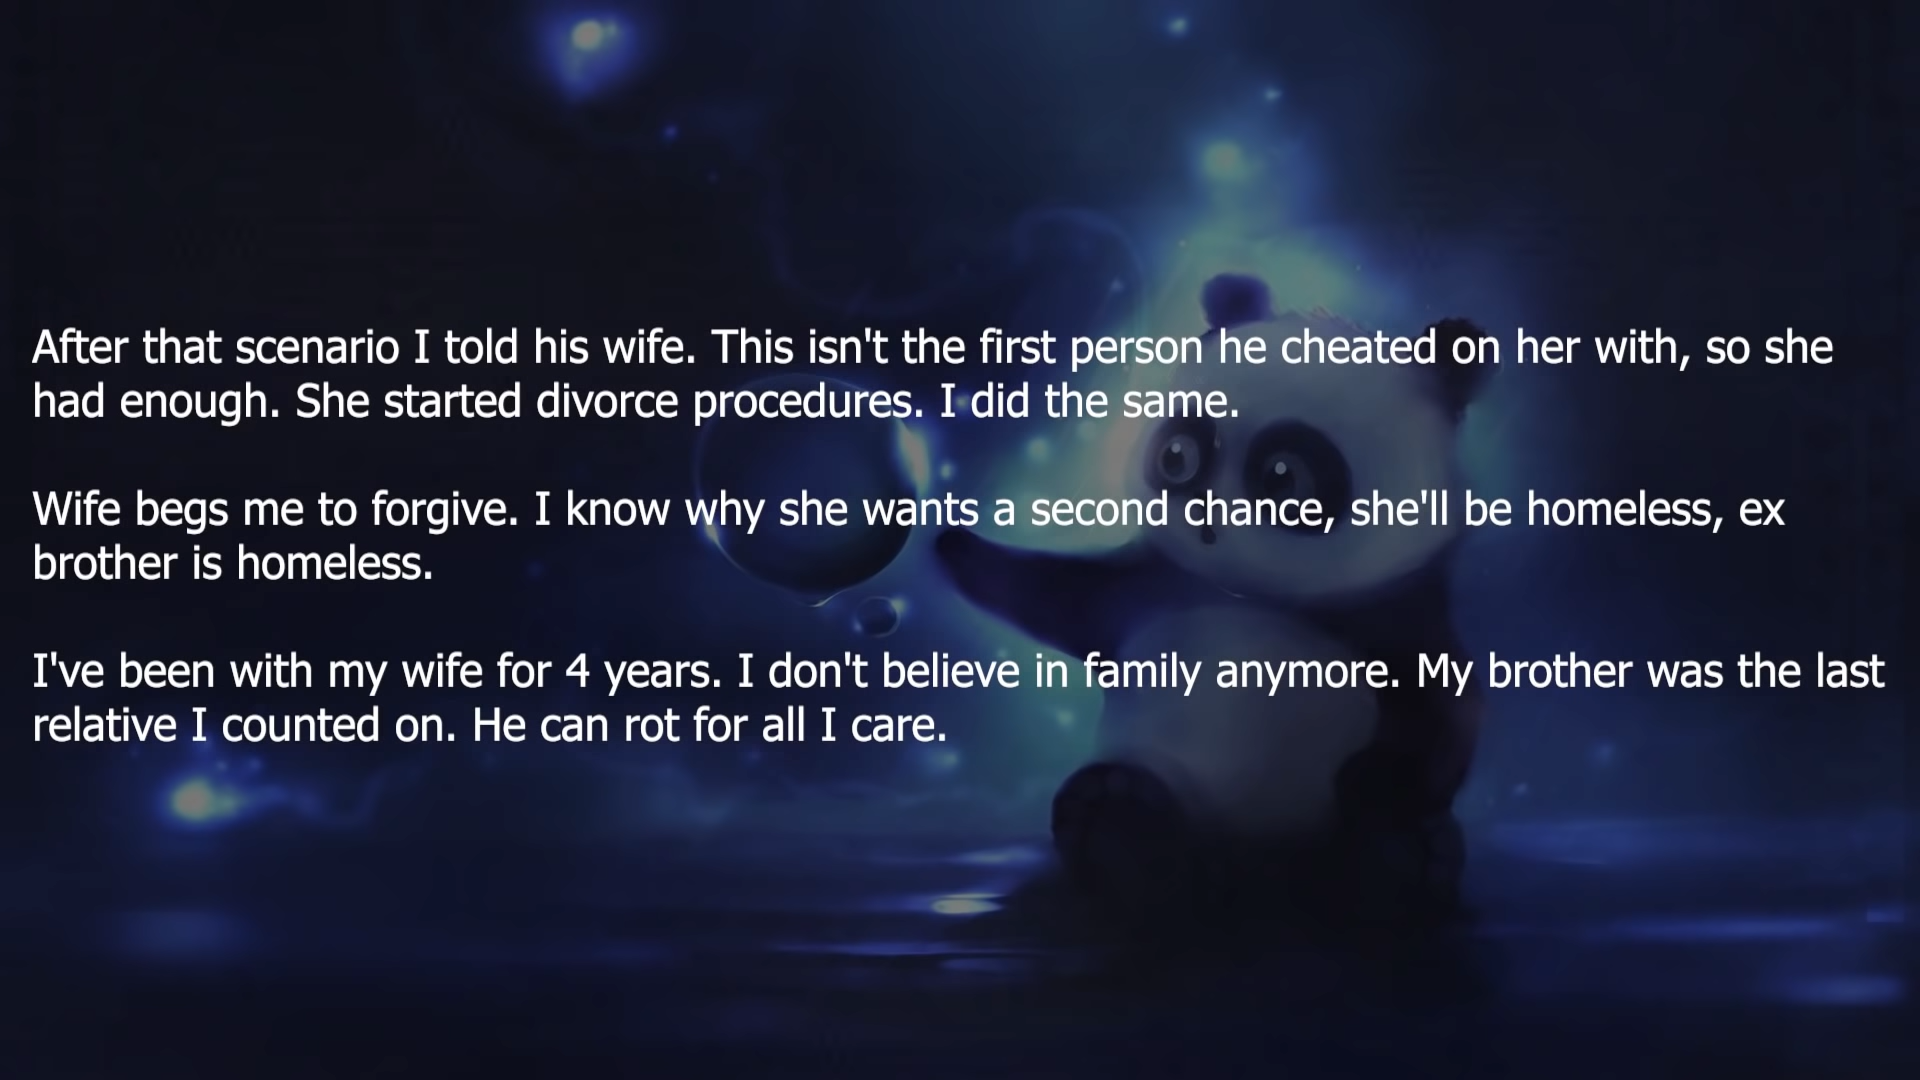 After that scenario I told his wife. This isn't the first person he cheated on her with, so she
had enough. She started divorce procedures. I did the same.
Wife begs me to forgive. I know why she wants a second chance, she'll be homeless, ex
brother is homeless.
I've been with my wife for 4 years. I don't believe in family anymore. My brother was the last
relative I counted on. He can rot for all I care.